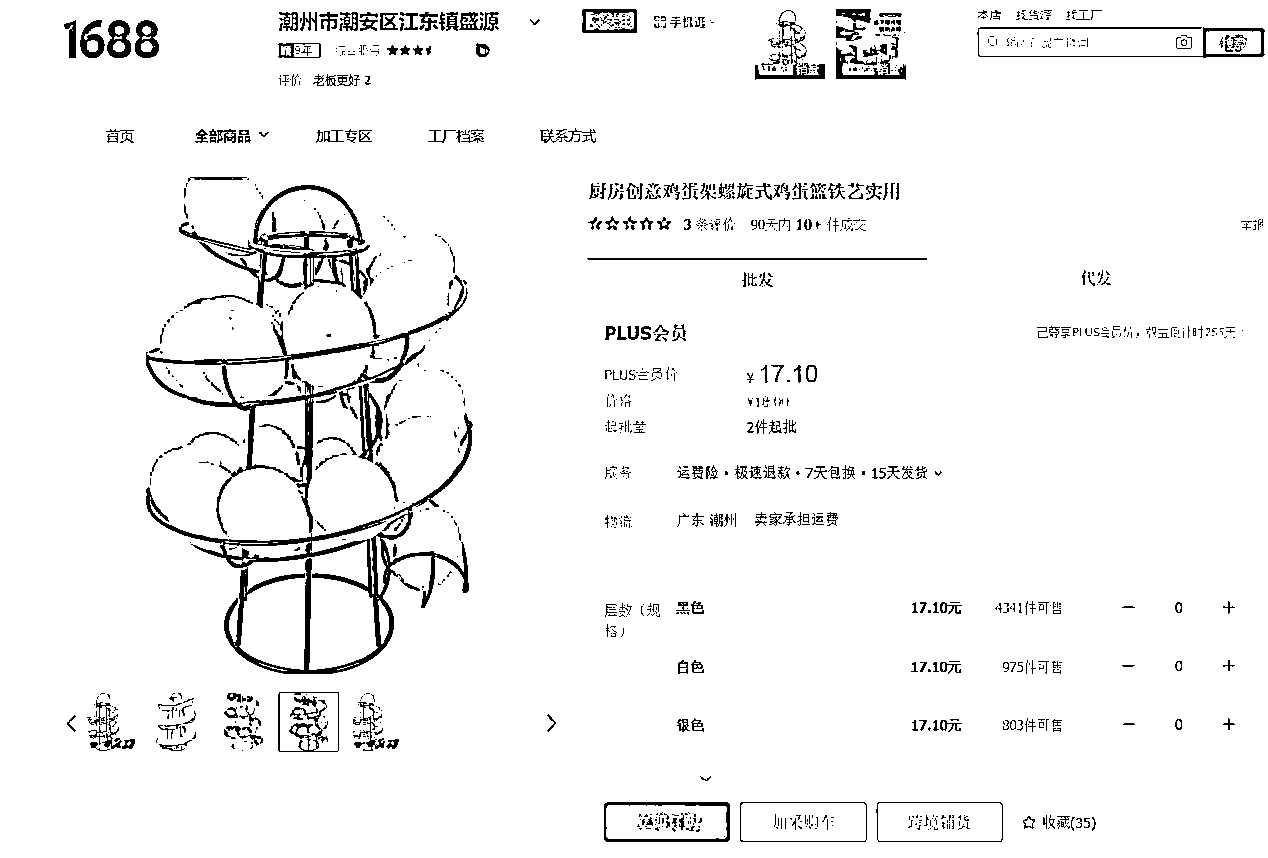 1688
潮州市潮安区江东镇盛源
9年
评价 老板更好 2
手机逛
本店 找货源 找工厂
首页 全部商品 加工专区 工厂档案 联系方式
厨房创意鸡蛋架螺旋式鸡蛋篮铁艺实用
3 条评价 90天内 10+ 件成交
举报
批发 代发
PLUS会员
PLUS会员价 ¥17.10
价格 ¥18.00
起批量 2件起批
服务 运费险·极速退款·7天包换·15天发货
物流 广东 潮州 卖家承担运费
层数（规格）
黑色 17.10元 4341件可售 − 0 +
白色 17.10元 975件可售 − 0 +
银色 17.10元 803件可售 − 0 +
加采购车 跨境铺货 收藏(35)